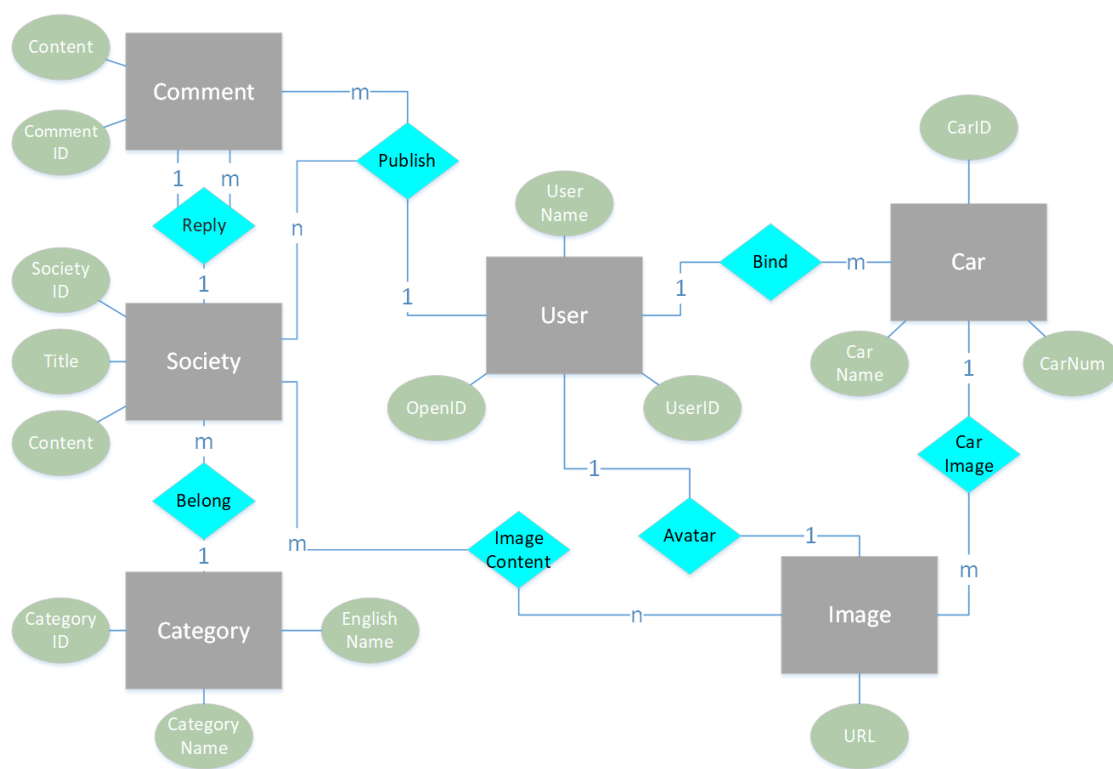 Content
Comment
m
Comment
ID
CarID
Publish
1
m
User
Name
Reply
n
Society
ID
Bind
m
Car
1
1
1
User
Society
Title
Car
Name
CarNum
1
OpenID
UserID
Content
m
Car
Image
1
Belong
Image
Content
Avatar
1
m
1
m
Category
ID
Category
English
Name
n
Image
Category
Name
URL